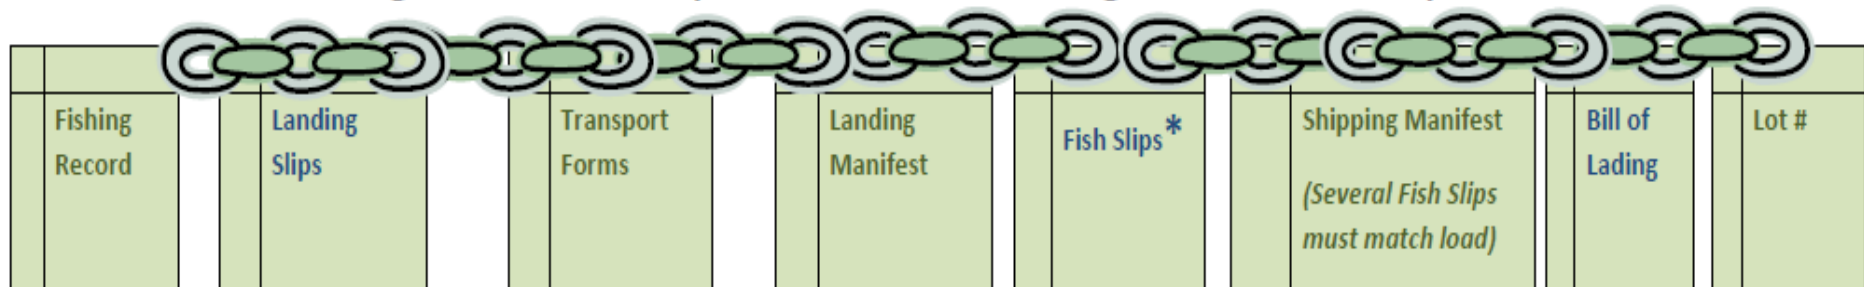 Fishing
Record
Landing
Slips
Transport
Forms
Landing
Manifest
Fish Slips*
Shipping Manifest
(Several Fish Slips
must match load)
Bill of
Lading
Lot #